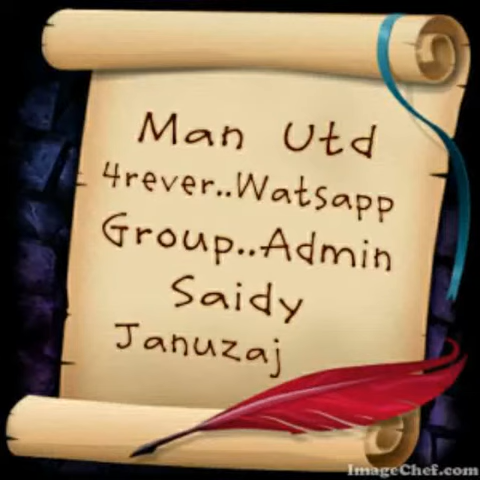 Man Utd
4rever..Watsapp
Group..Admin
Saidy
Januzaj
ImageChef.com